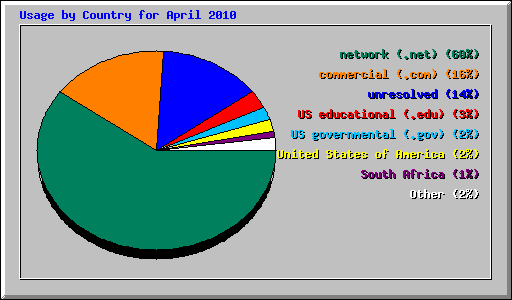 Usage by Country for April 2010
network (.net) (60%)
commercial (.com) (16%)
unresolved (14%)
US educational (.edu) (3%)
US governmental (.gov) (2%)
United States of America (2%)
South Africa (1%)
Other (2%)